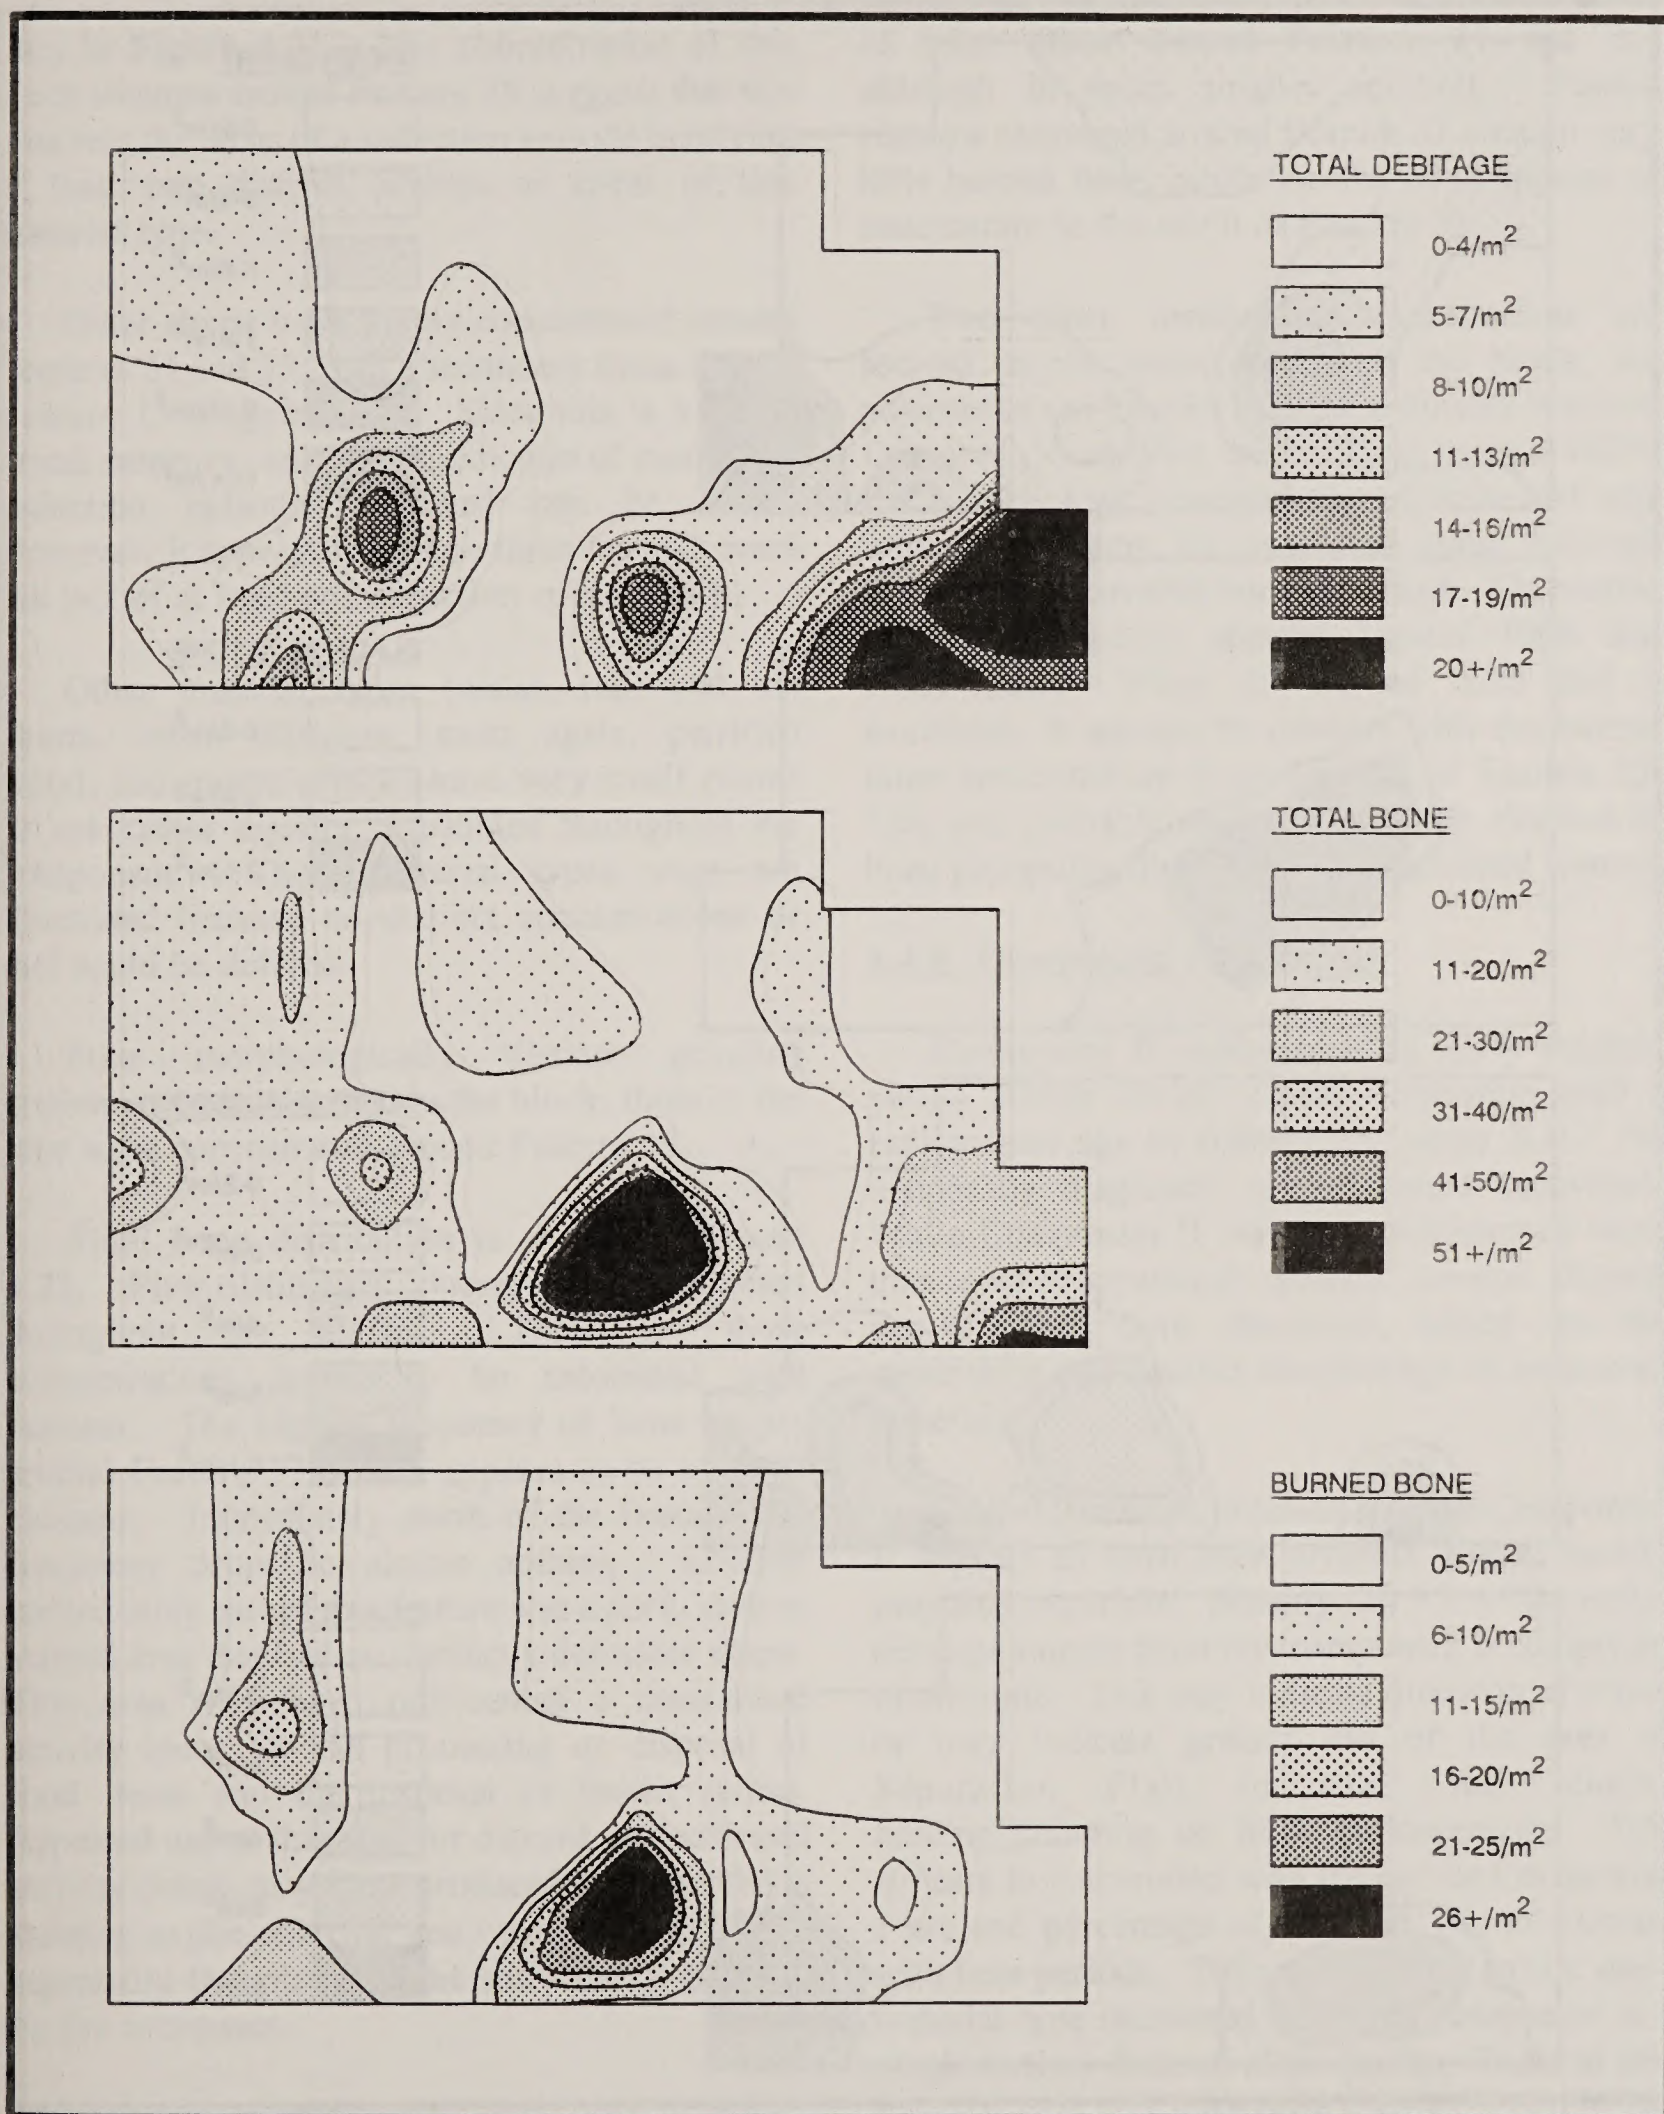 TOTAL DEBITAGE
0-4/m²
5-7/m²
8-10/m²
11-13/m²
14-16/m²
17-19/m²
20+/m²
TOTAL BONE
0-10/m²
11-20/m²
21-30/m²
31-40/m²
41-50/m²
51+/m²
BURNED BONE
0-5/m²
6-10/m²
11-15/m²
16-20/m²
21-25/m²
26+/m²